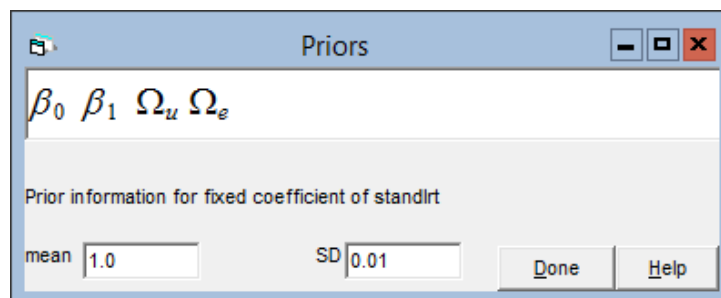 Priors
β₀ β₁ Ωᵤ Ωₑ
Prior information for fixed coefficient of standlrt
mean 1.0 SD 0.01 Done Help